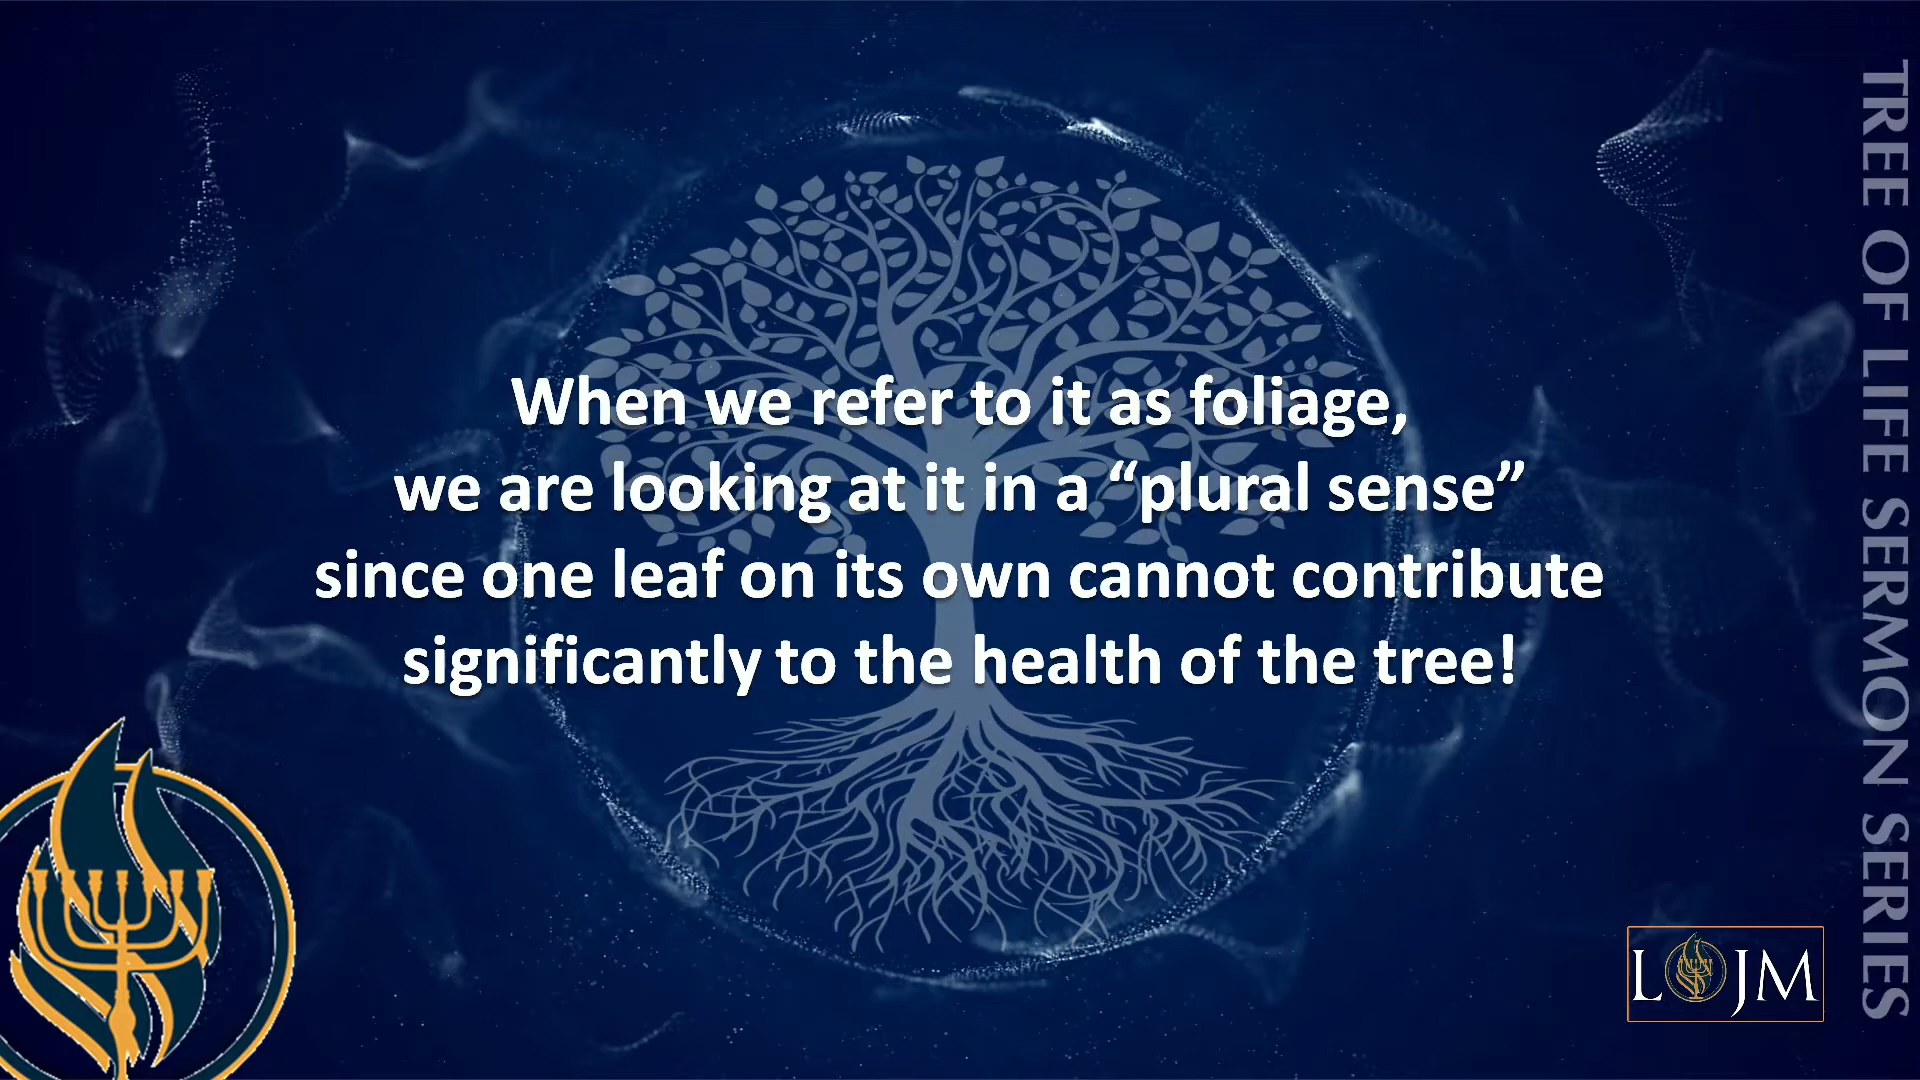 When we refer to it as foliage,
we are looking at it in a “plural sense”
since one leaf on its own cannot contribute
significantly to the health of the tree!
TREE OF LIFE SERMON SERIES
L JM